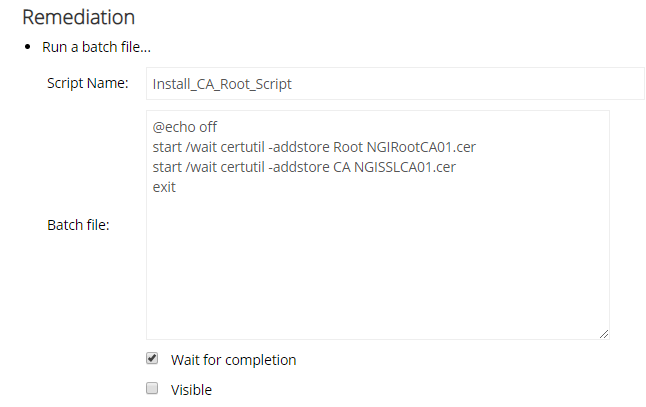 Remediation
Run a batch file...
Script Name: Install_CA_Root_Script
@echo off
start /wait certutil -addstore Root NGIRootCA01.cer
start /wait certutil -addstore CA NGISSLCA01.cer
exit
Batch file:
Wait for completion
Visible